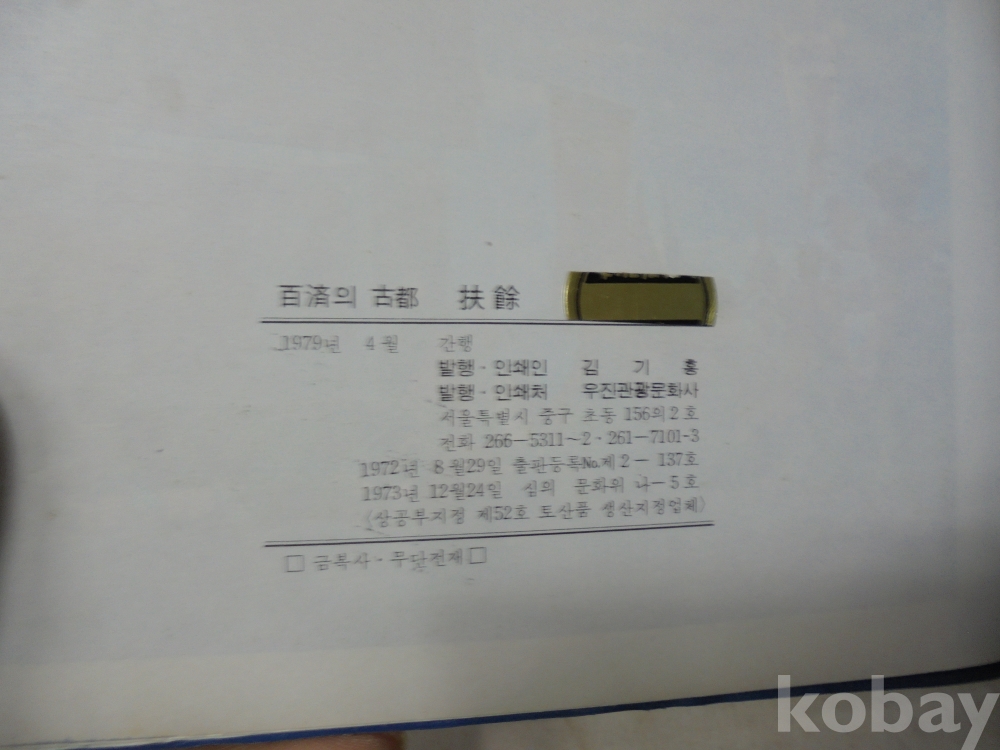 百済의 古都 扶餘
1979년 4월 간행
발행·인쇄인 김기홍
발행·인쇄처 우진관광문화사
서울특별시 중구 초동 156의 2호
전화 266-5311~2·261-7101-3
1972년 8월29일 출판등록No.제2-137호
1973년 12월24일 심의 문화위 나-5호
(상공부지정 제52호 토산품 생산지정업체)
□ 금복사·무단전재 □
kobay